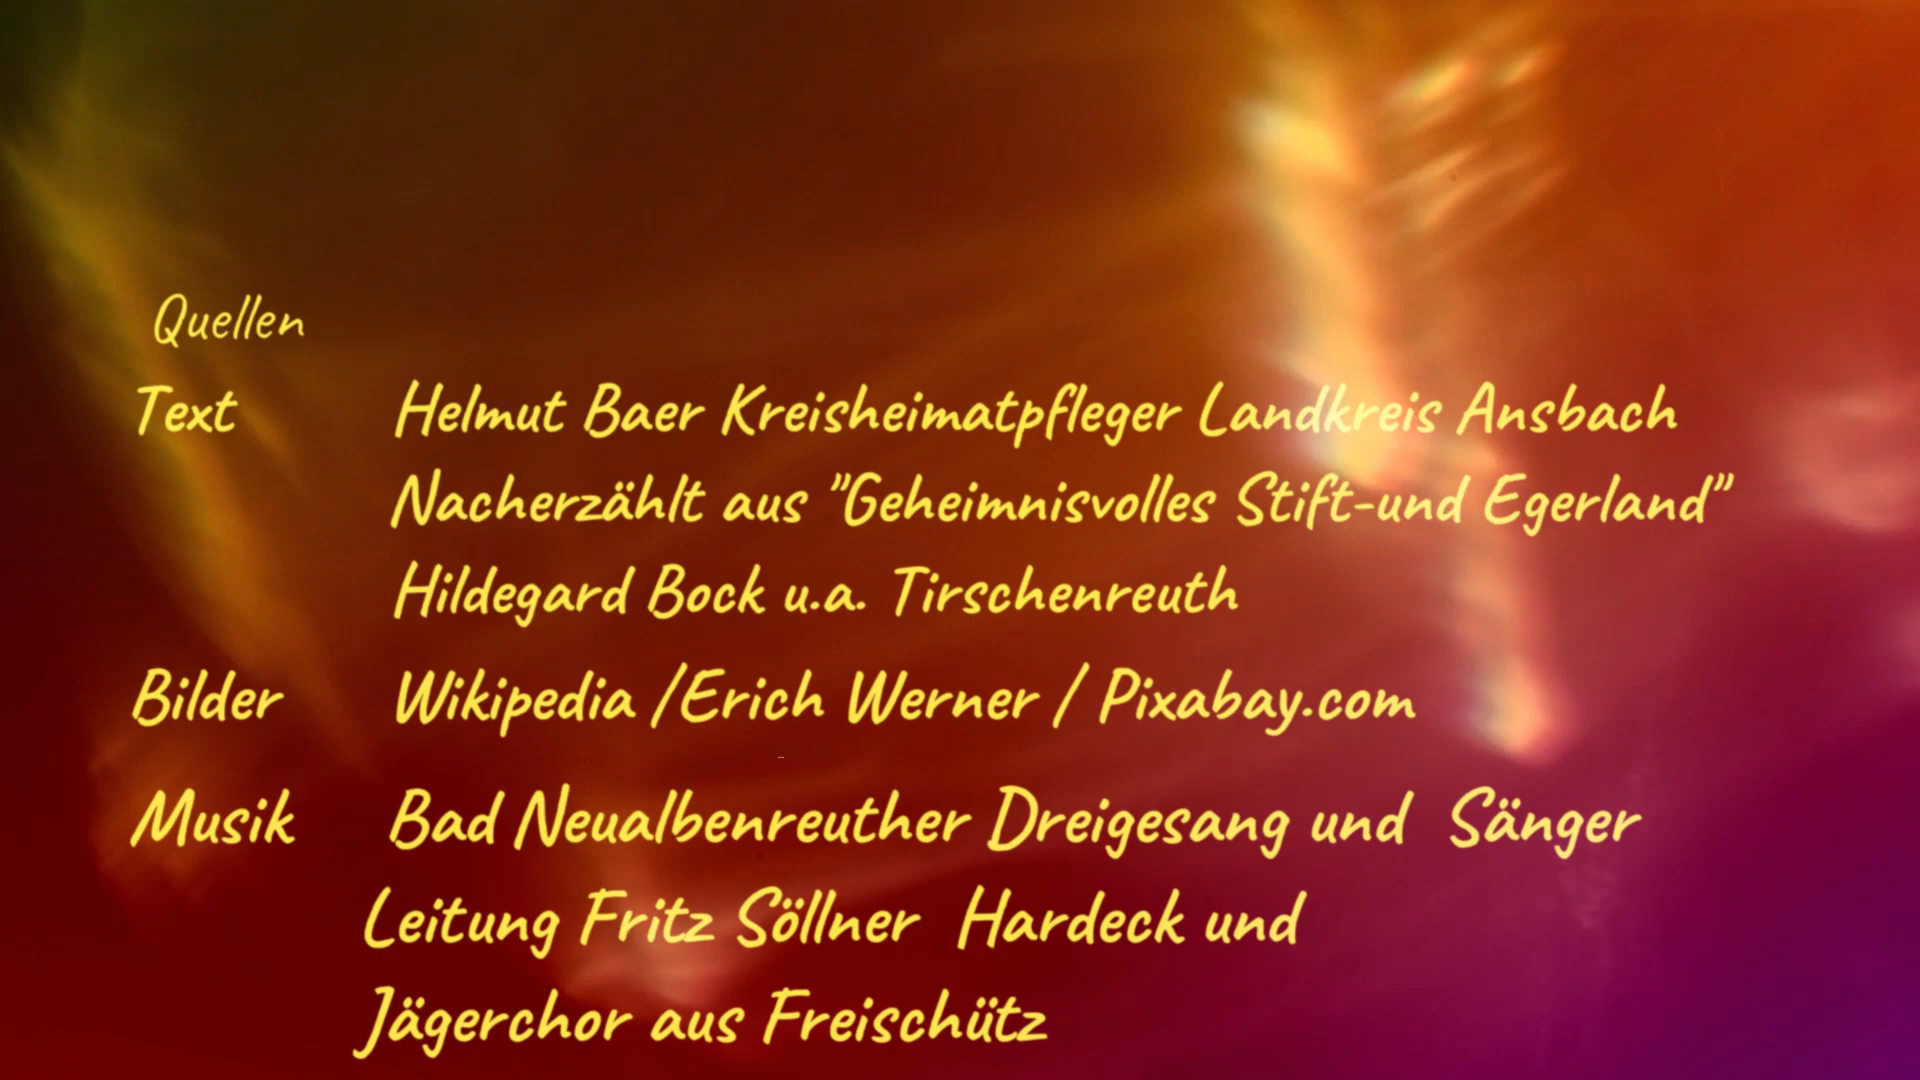 Quellen
Text Helmut Baer Kreisheimatpfleger Landkreis Ansbach
Nacherzählt aus "Geheimnisvolles Stift-und Egerland"
Hildegard Bock u.a. Tirschenreuth
Bilder Wikipedia /Erich Werner / Pixabay.com
Musik Bad Neualbenreuther Dreigesang und Sänger
Leitung Fritz Söllner Hardeck und
Jägerchor aus Freischütz